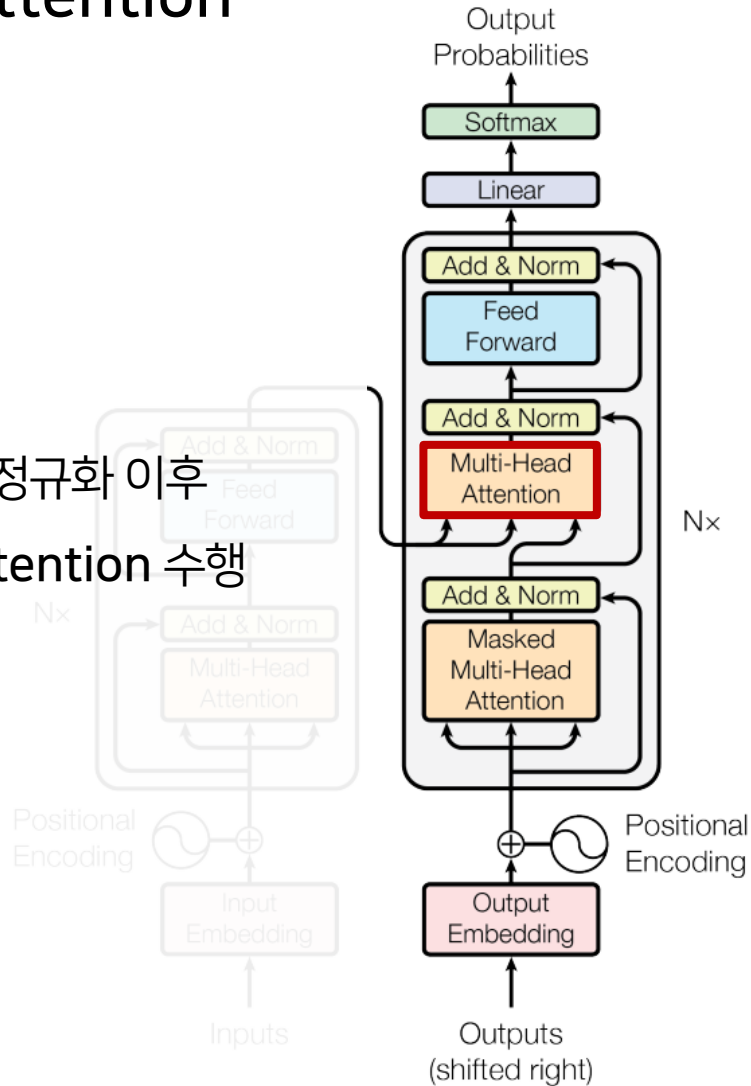 ttention
정규화 이후
tention 수행
Output
Probabilities
Softmax
Linear
Add & Norm
Feed
Forward
Add & Norm
Multi-Head
Attention
Nx
Add & Norm
Masked
Multi-Head
Attention
Positional
Encoding
Output
Embedding
Outputs
(shifted right)
Add & Norm
Feed
Forward
Nx
Add & Norm
Multi-Head
Attention
Positional
Encoding
Input
Embedding
Inputs